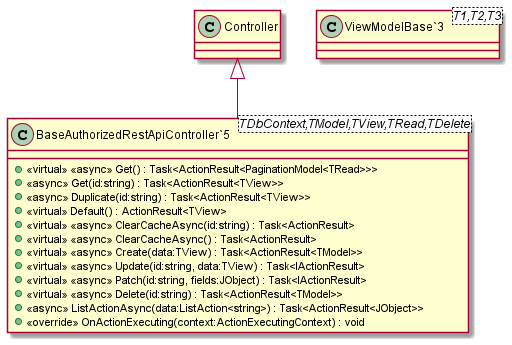 C Controller
C ViewModelBase`3
T1,T2,T3
C BaseAuthorizedRestApiController`5
TDbContext,TModel,TView,TRead,TDelete
«virtual» «async» Get() : Task<ActionResult<PaginationModel<TRead>>>
«async» Get(id:string) : Task<ActionResult<TView>>
«async» Duplicate(id:string) : Task<ActionResult<TView>>
«virtual» Default() : ActionResult<TView>
«virtual» «async» ClearCacheAsync(id:string) : Task<ActionResult>
«virtual» «async» ClearCacheAsync() : Task<ActionResult>
«virtual» «async» Create(data:TView) : Task<ActionResult<TModel>>
«virtual» «async» Update(id:string, data:TView) : Task<IActionResult>
«virtual» «async» Patch(id:string, fields:JObject) : Task<IActionResult>
«virtual» «async» Delete(id:string) : Task<ActionResult<TModel>>
«async» ListActionAsync(data:ListAction<string>) : Task<ActionResult<JObject>>
«override» OnActionExecuting(context:ActionExecutingContext) : void